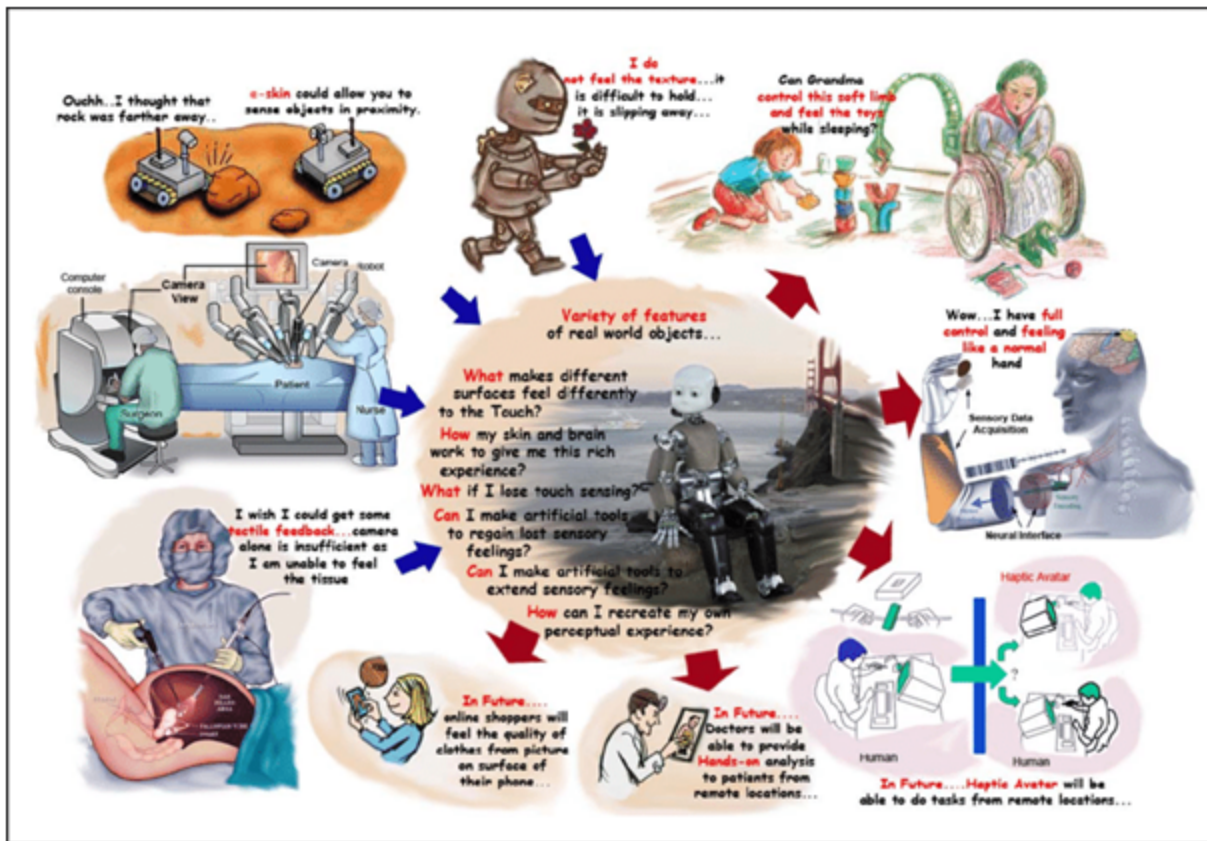 Ouchh..I thought that
rock was farther away..
e-skin could allow you to
sense objects in proximity.
I do
not feel the texture...it
is difficult to hold...
it is slipping away...
Can Grandma
control this soft limb
and feel the toys
while sleeping?
Computer
console
Camera
View
Camera
Robot
Patient
Surgeon
Nurse
Variety of features
of real world objects...
What makes different
surfaces feel differently
to the Touch?
How my skin and brain
work to give me this rich
experience?
What if I lose touch sensing?
Can I make artificial tools
to regain lost sensory
feelings?
Can I make artificial tools to
extend sensory feelings?
How can I recreate my own
perceptual experience?
Wow...I have full
control and feeling
like a normal
hand
Sensory Data
Acquisition
Neural Interface
I wish I could get some
tactile feedback...camera
alone is insufficient as
I am unable to feel
the tissue
In Future....
online shoppers will
feel the quality of
clothes from picture
on surface of
their phone...
In Future....
Doctors will be
able to provide
Hands-on analysis
to patients from
remote locations...
Haptic Avatar
?
Human
Human
In Future....Haptic Avatar will be
able to do tasks from remote locations...